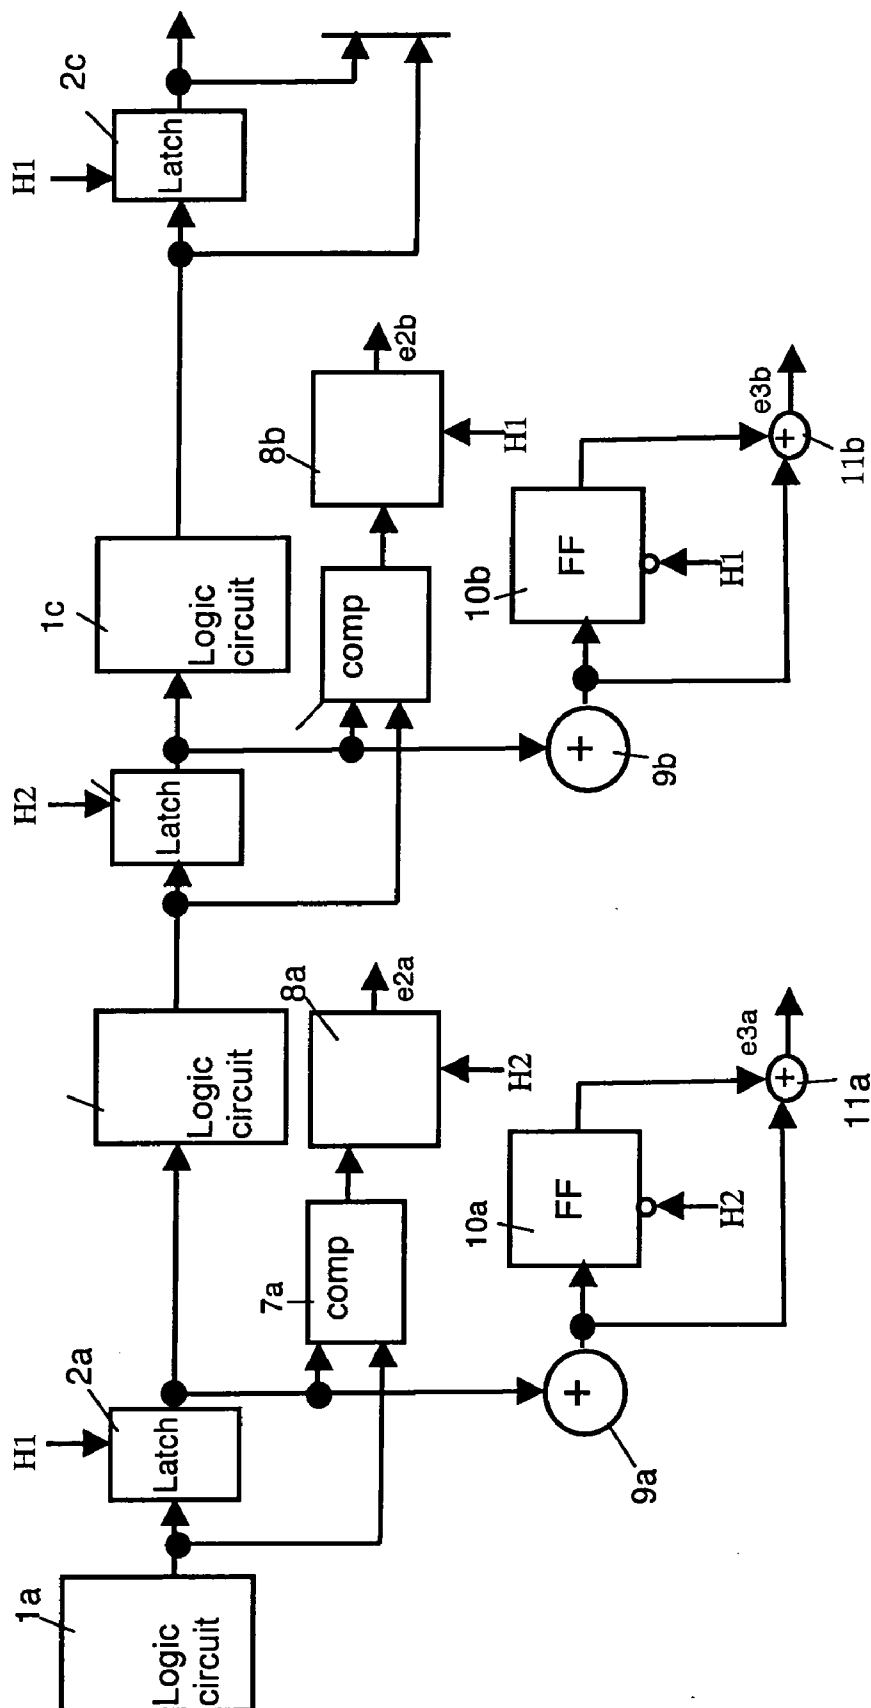 1a
Logic
circuit
H1
2a
Latch
7a
comp
8a
e2a
H2
9a
10a
FF
H2
e3a
11a
+
+
Logic
circuit
H2
Latch
comp
8b
e2b
H1
9b
10b
FF
H1
e3b
11b
+
+
1c
Logic
circuit
H1
2c
Latch